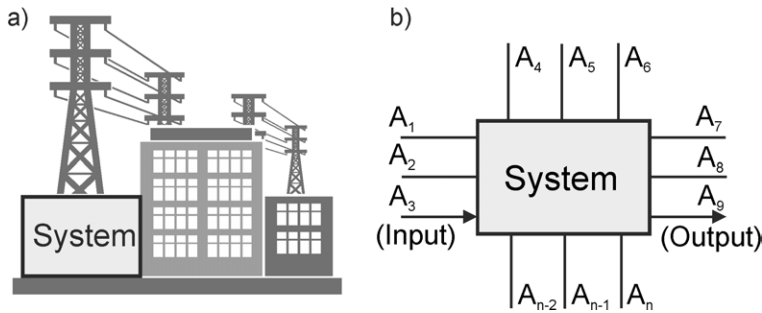 a)
System
b)
A₄ A₅ A₆
A₁
A₂
A₃
(Input)
System
A₇
A₈
A₉
(Output)
Aₙ₋₂ Aₙ₋₁ Aₙ